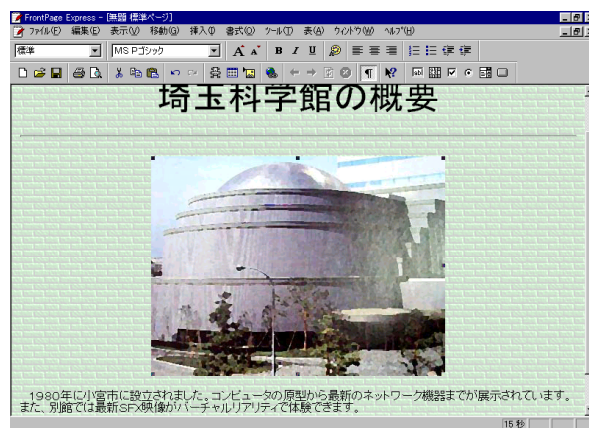 FrontPage Express - [無題 標準ページ]
ファイル(F) 編集(E) 表示(V) 移動(G) 挿入(I) 書式(O) ツール(T) 表(A) ウィンドウ(W) ヘルプ(H)
標準 MS Pゴシック
埼玉科学館の概要
1980年に小宮市に設立されました。コンピュータの原型から最新のネットワーク機器までが展示されています。
また、別館では最新SFX映像がバーチャルリアリティで体験できます。
15 秒